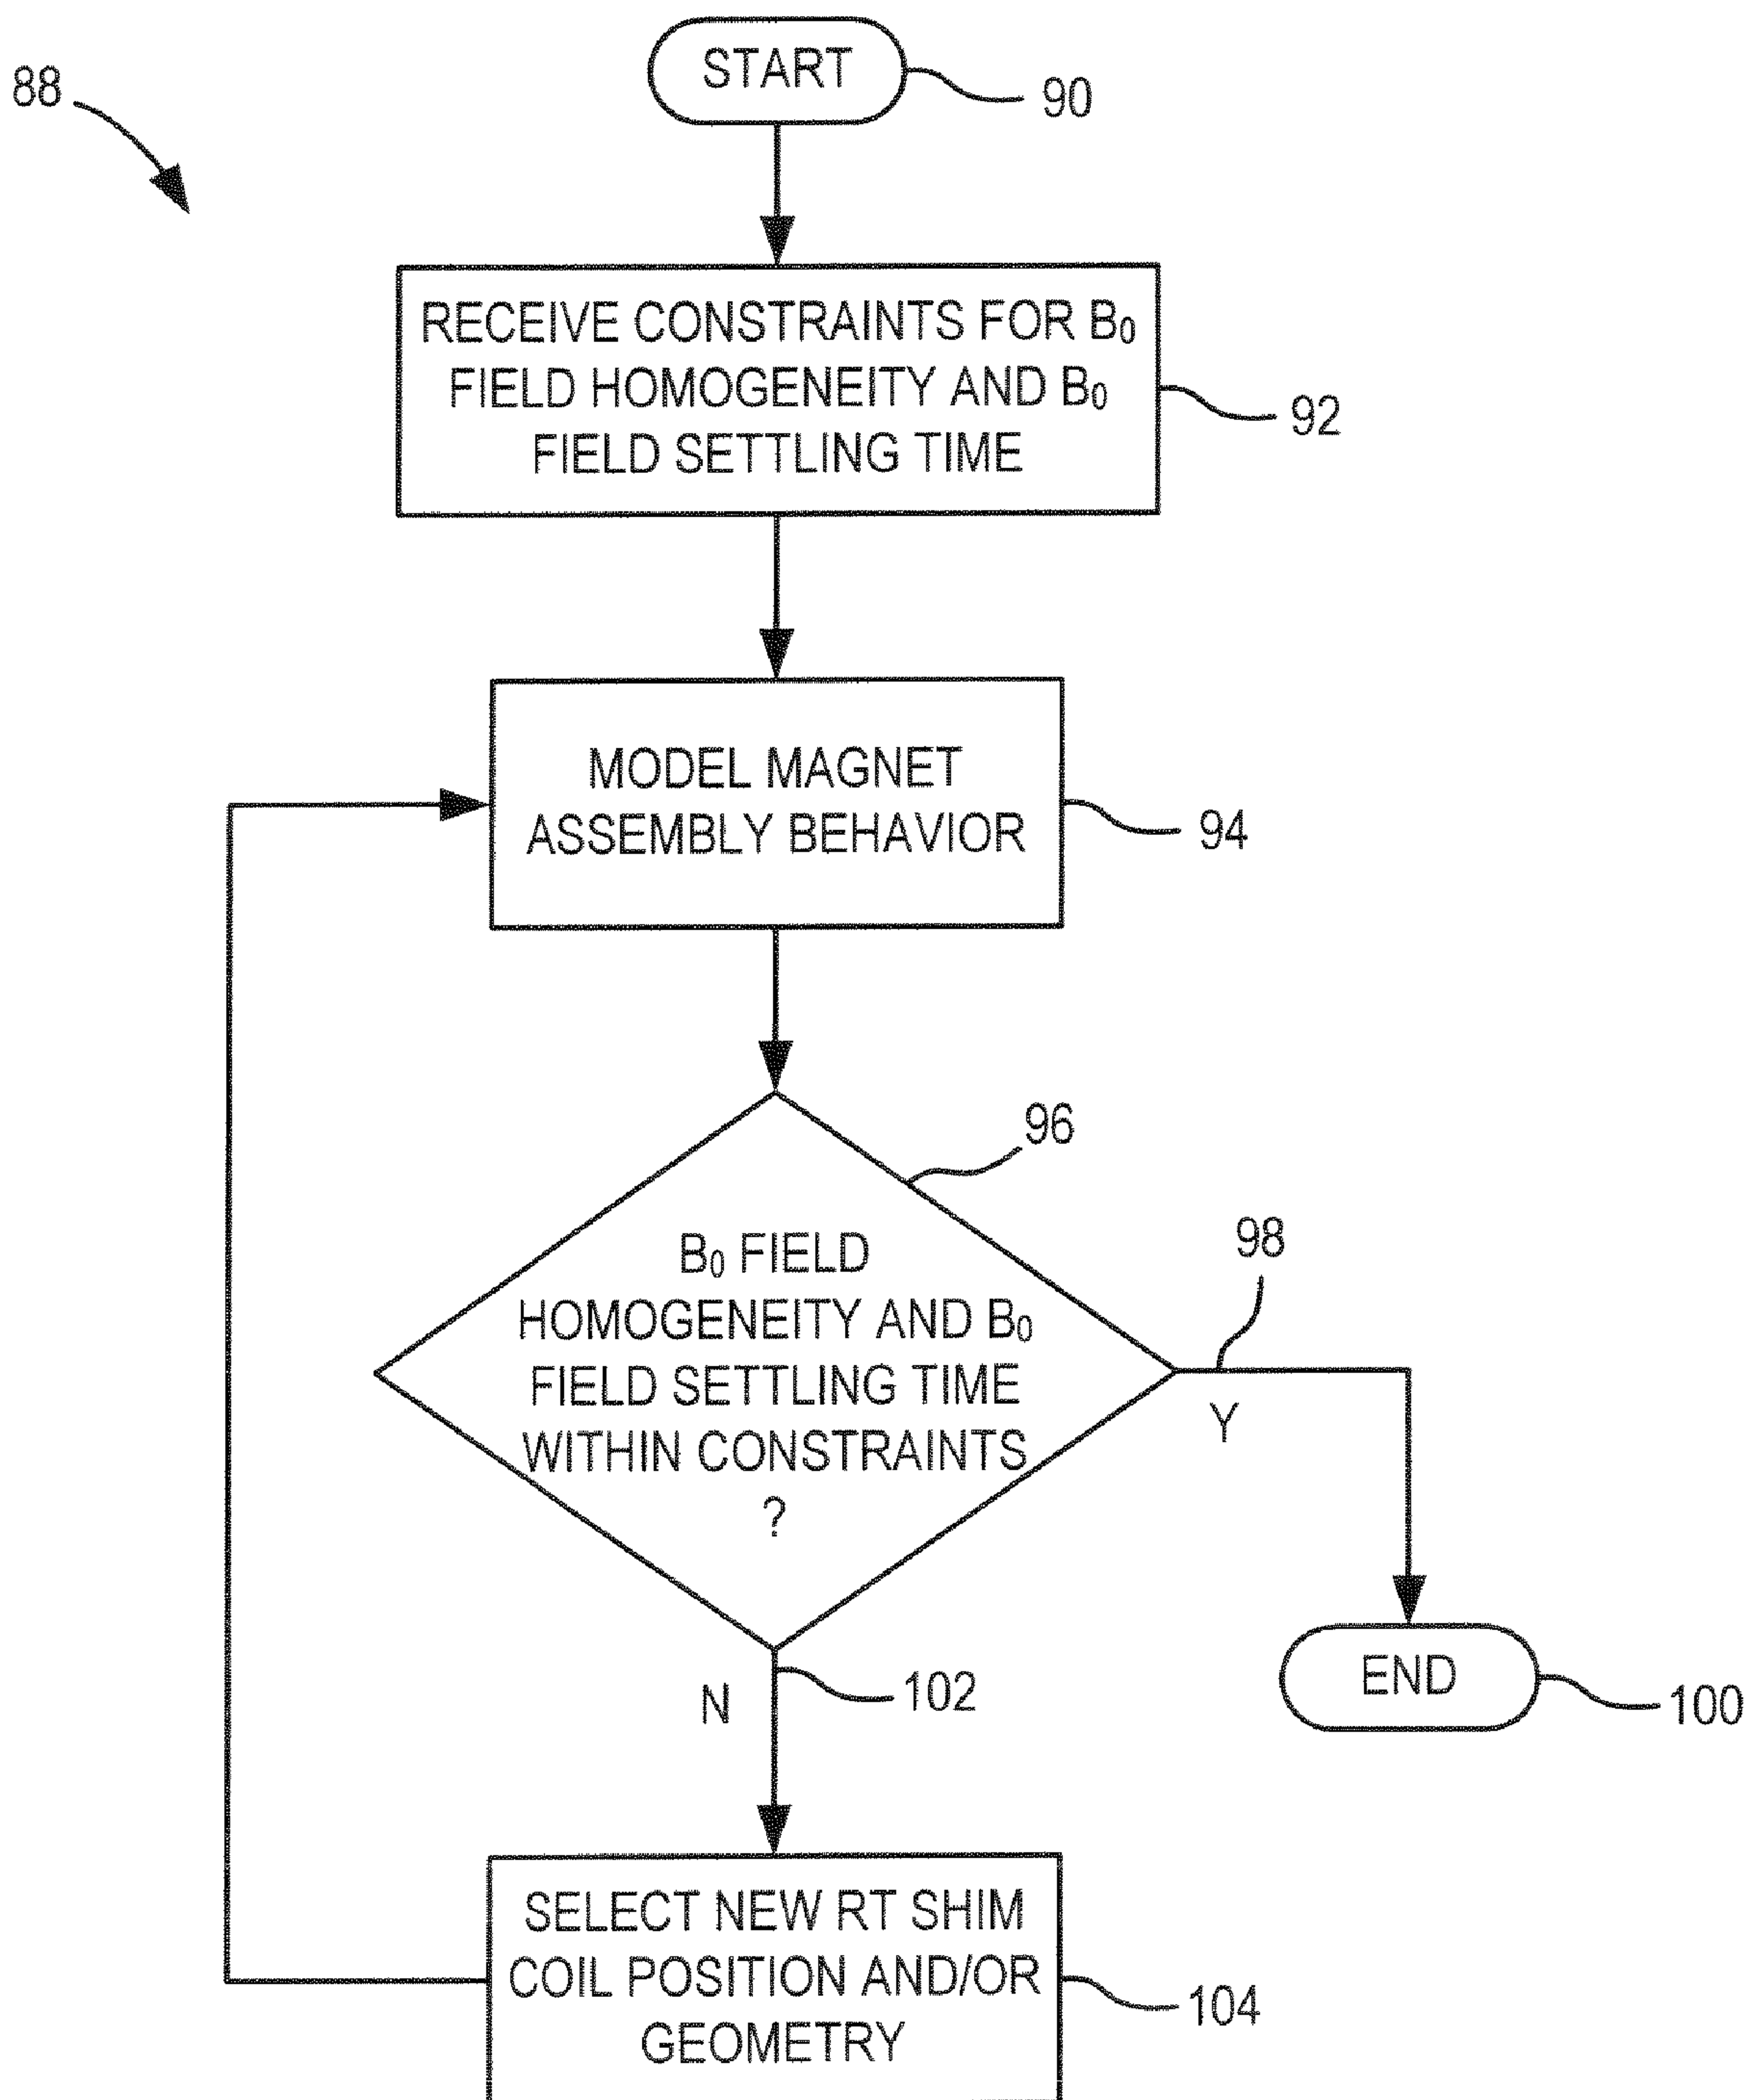 88
START
90
RECEIVE CONSTRAINTS FOR B₀
FIELD HOMOGENEITY AND B₀
FIELD SETTLING TIME
92
MODEL MAGNET
ASSEMBLY BEHAVIOR
94
96
B₀ FIELD
HOMOGENEITY AND B₀
FIELD SETTLING TIME
WITHIN CONSTRAINTS
?
98
Y
END
100
N
102
SELECT NEW RT SHIM
COIL POSITION AND/OR
GEOMETRY
104